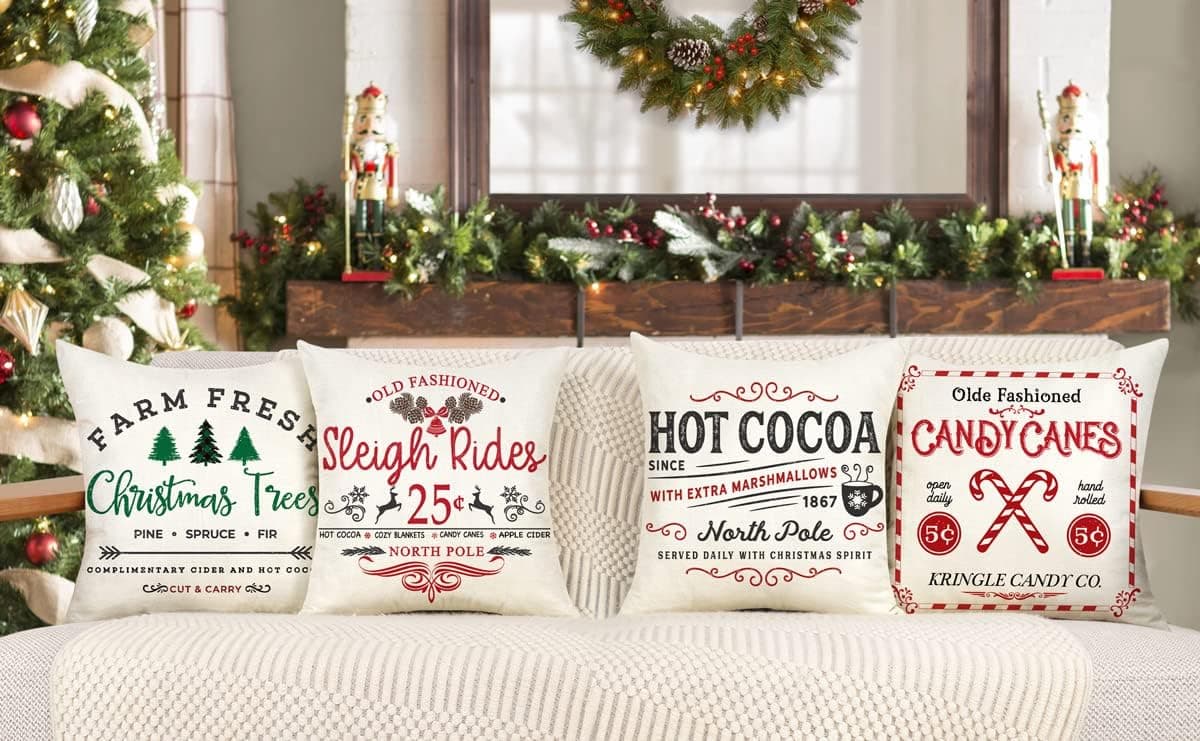 FARM FRESH
Christmas Trees
PINE • SPRUCE • FIR
COMPLIMENTARY CIDER AND HOT COC
CUT & CARRY
•OLD FASHIONED•
Sleigh Rides
25¢
HOT COCOA ❄ COZY BLANKETS ❄ CANDY CANES ❄ APPLE CIDER
NORTH POLE
HOT COCOA
SINCE
WITH EXTRA MARSHMALLOWS
1867
North Pole
SERVED DAILY WITH CHRISTMAS SPIRIT
Olde Fashioned
CANDY CANES
open daily
hand rolled
5¢
5¢
KRINGLE CANDY CO.